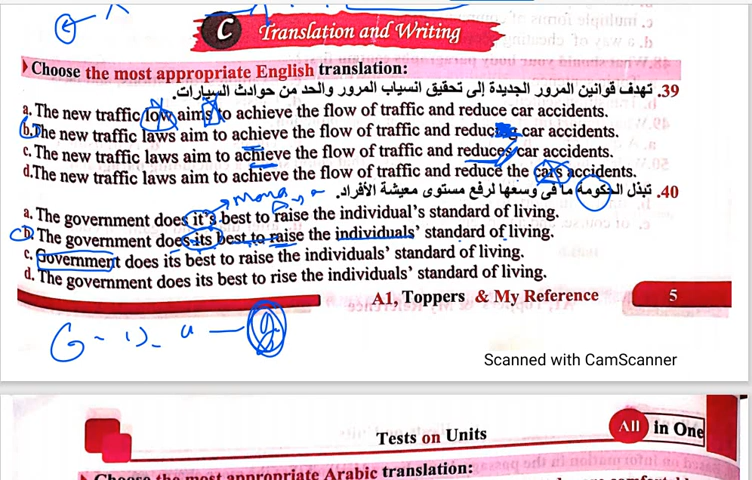 C Translation and Writing
Choose the most appropriate English translation:
39. تهدف قوانين المرور الجديدة إلى تحقيق انسياب المرور والحد من حوادث السيارات.
a. The new traffic low aims to achieve the flow of traffic and reduce car accidents.
b. The new traffic laws aim to achieve the flow of traffic and reducing car accidents.
c. The new traffic laws aim to achieve the flow of traffic and reduces car accidents.
d.The new traffic laws aim to achieve the flow of traffic and reduce the cars accidents.
40. تبذل الحكومة ما في وسعها لرفع مستوى معيشة الأفراد.
a. The government does it's best to raise the individual's standard of living.
b. The government does its best to raise the individuals' standard of living.
c. Government does its best to raise the individuals' standard of living.
d. The government does its best to rise the individuals' standard of living.
A1, Toppers & My Reference 5
Scanned with CamScanner
Tests on Units
All in One
Choose the most appropriate Arabic translation: